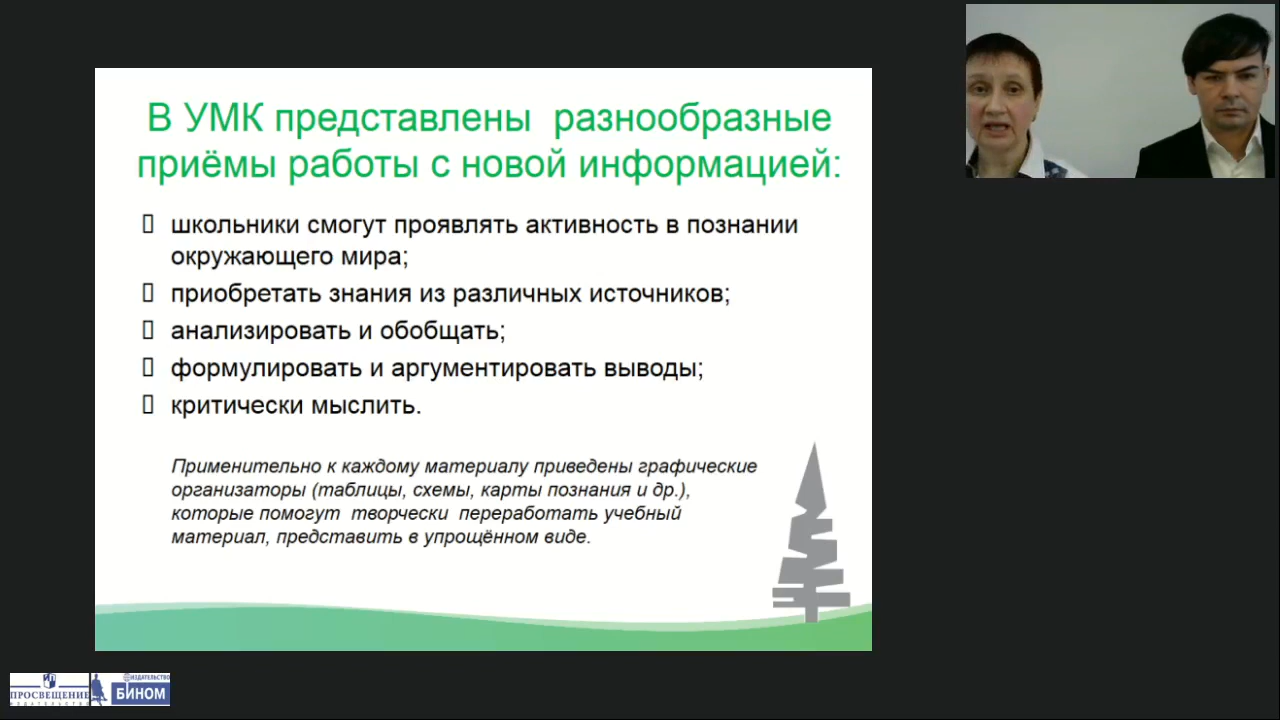 В УМК представлены разнообразные
приёмы работы с новой информацией:
школьники смогут проявлять активность в познании
окружающего мира;
приобретать знания из различных источников;
анализировать и обобщать;
формулировать и аргументировать выводы;
критически мыслить.
Применительно к каждому материалу приведены графические
организаторы (таблицы, схемы, карты познания и др.),
которые помогут творчески переработать учебный
материал, представить в упрощённом виде.
ПРОСВЕЩЕНИЕ
ИЗДАТЕЛЬСТВО
ИЗДАТЕЛЬСТВО
БИНОМ